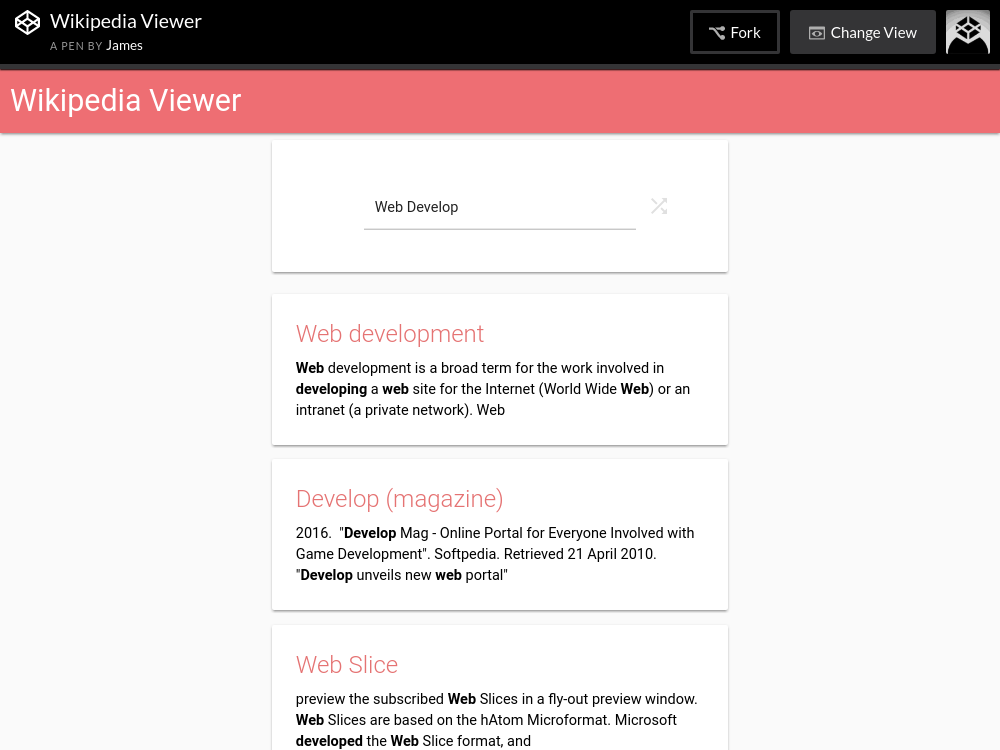 Wikipedia Viewer
A PEN BY James
Fork
Change View
Wikipedia Viewer
Web Develop
Web development
Web development is a broad term for the work involved in
developing a web site for the Internet (World Wide Web) or an
intranet (a private network). Web
Develop (magazine)
2016.  "Develop Mag - Online Portal for Everyone Involved with
Game Development". Softpedia. Retrieved 21 April 2010.
"Develop unveils new web portal"
Web Slice
preview the subscribed Web Slices in a fly-out preview window.
Web Slices are based on the hAtom Microformat. Microsoft
developed the Web Slice format, and